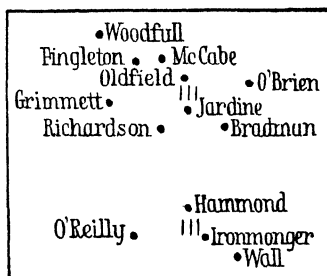 Woodfull
Fingleton McCabe
Oldfield O'Brien
Grimmett Jardine
Richardson Bradman
Hammond
O'Reilly Ironmonger
Wall